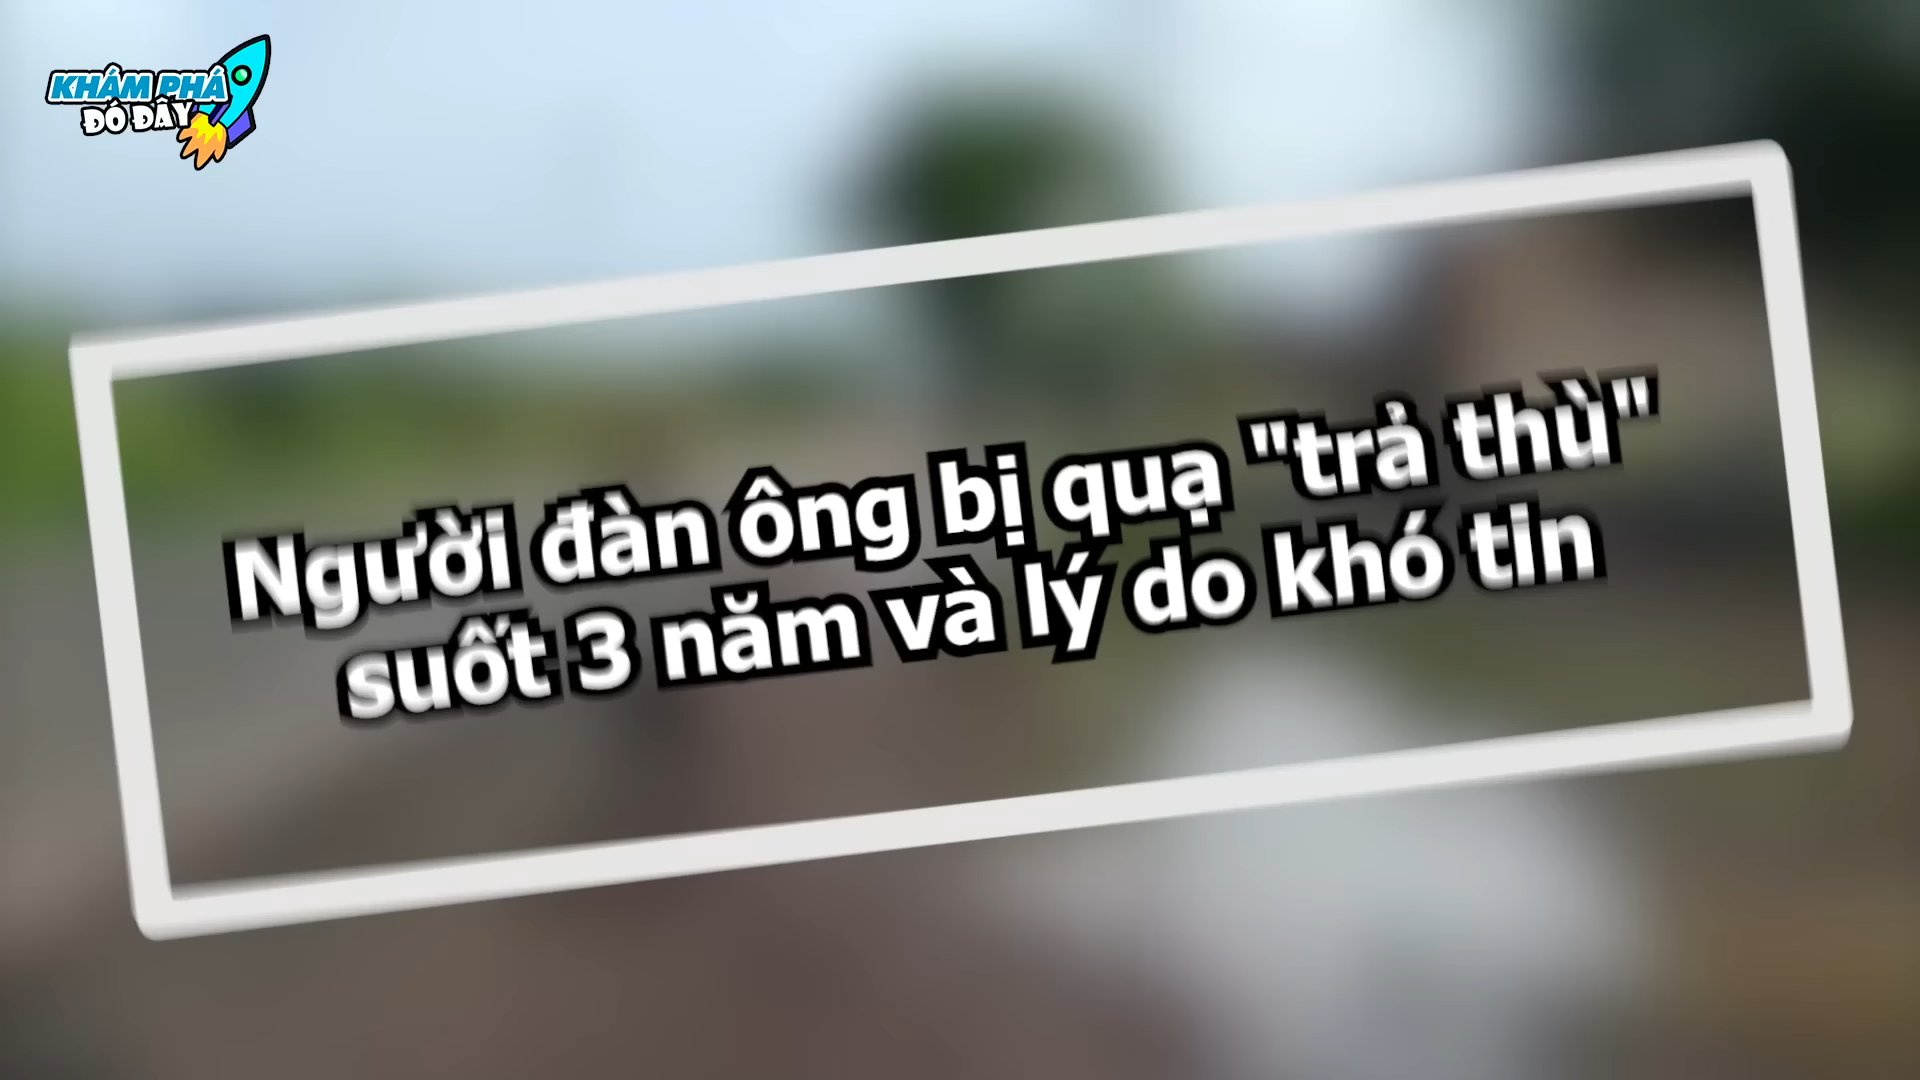 KHÁM PHÁ
ĐÓ ĐÂY
Người đàn ông bị quạ "trả thù"
suốt 3 năm và lý do khó tin